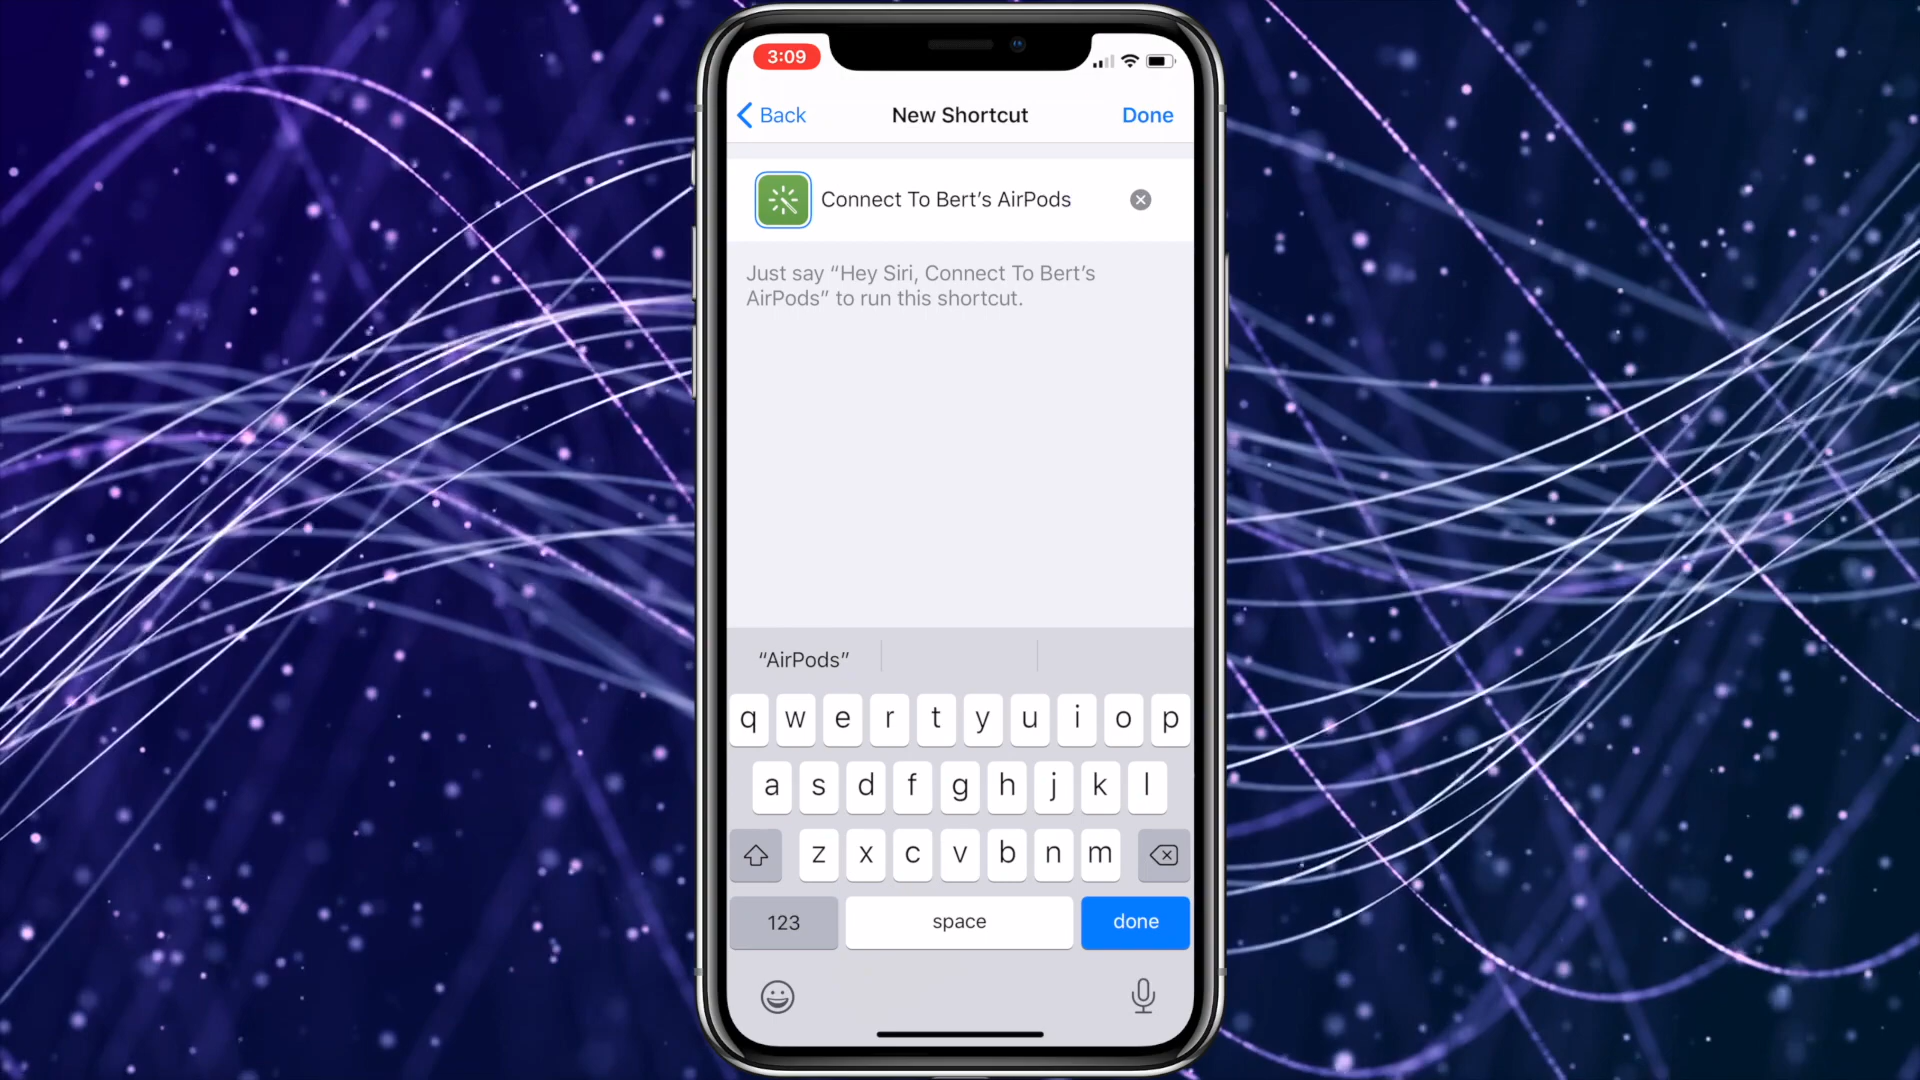 3:09
Back New Shortcut Done
Connect To Bert’s AirPods
Just say “Hey Siri, Connect To Bert’s
AirPods” to run this shortcut.
“AirPods”
q w e r t y u i o p
a s d f g h j k l
z x c v b n m
123 space done